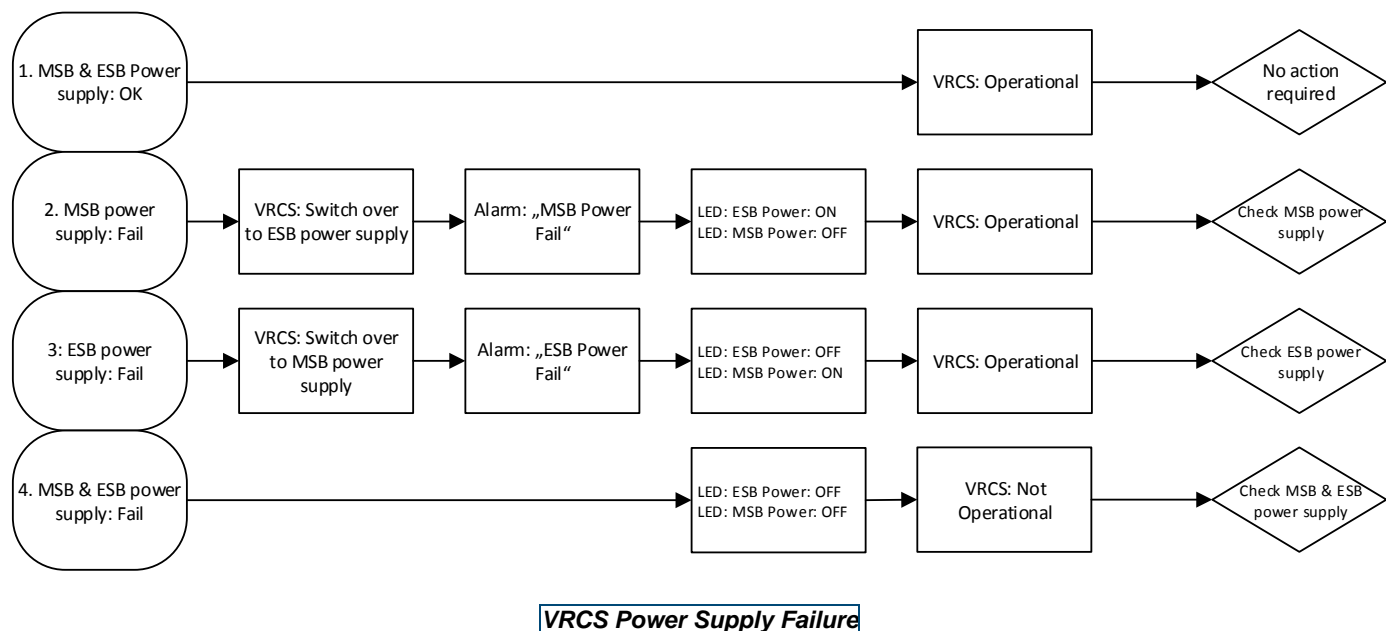 1. MSB & ESB Power
supply: OK
VRCS: Operational
No action
required
2. MSB power
supply: Fail
VRCS: Switch over
to ESB power supply
Alarm: „MSB Power
Fail“
LED: ESB Power: ON
LED: MSB Power: OFF
VRCS: Operational
Check MSB power
supply
3: ESB power
supply: Fail
VRCS: Switch over
to MSB power
supply
Alarm: „ESB Power
Fail“
LED: ESB Power: OFF
LED: MSB Power: ON
VRCS: Operational
Check ESB power
supply
4. MSB & ESB power
supply: Fail
LED: ESB Power: OFF
LED: MSB Power: OFF
VRCS: Not
Operational
Check MSB & ESB
power supply
VRCS Power Supply Failure